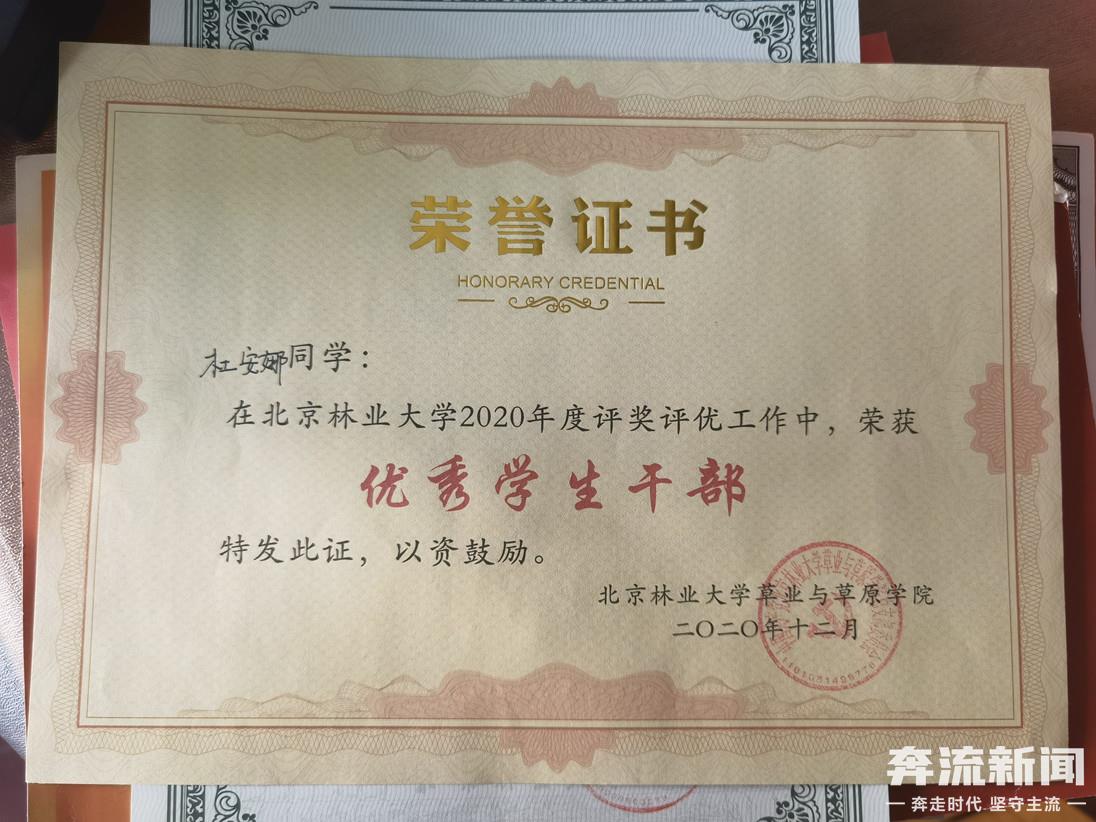 荣誉证书
HONORARY CREDENTIAL
杜安娜同学：
在北京林业大学2020年度评奖评优工作中，荣获
优秀学生干部
特发此证，以资鼓励。
北京林业大学草业与草原学院
二〇二〇年十二月
奔流新闻
奔走时代 坚守主流